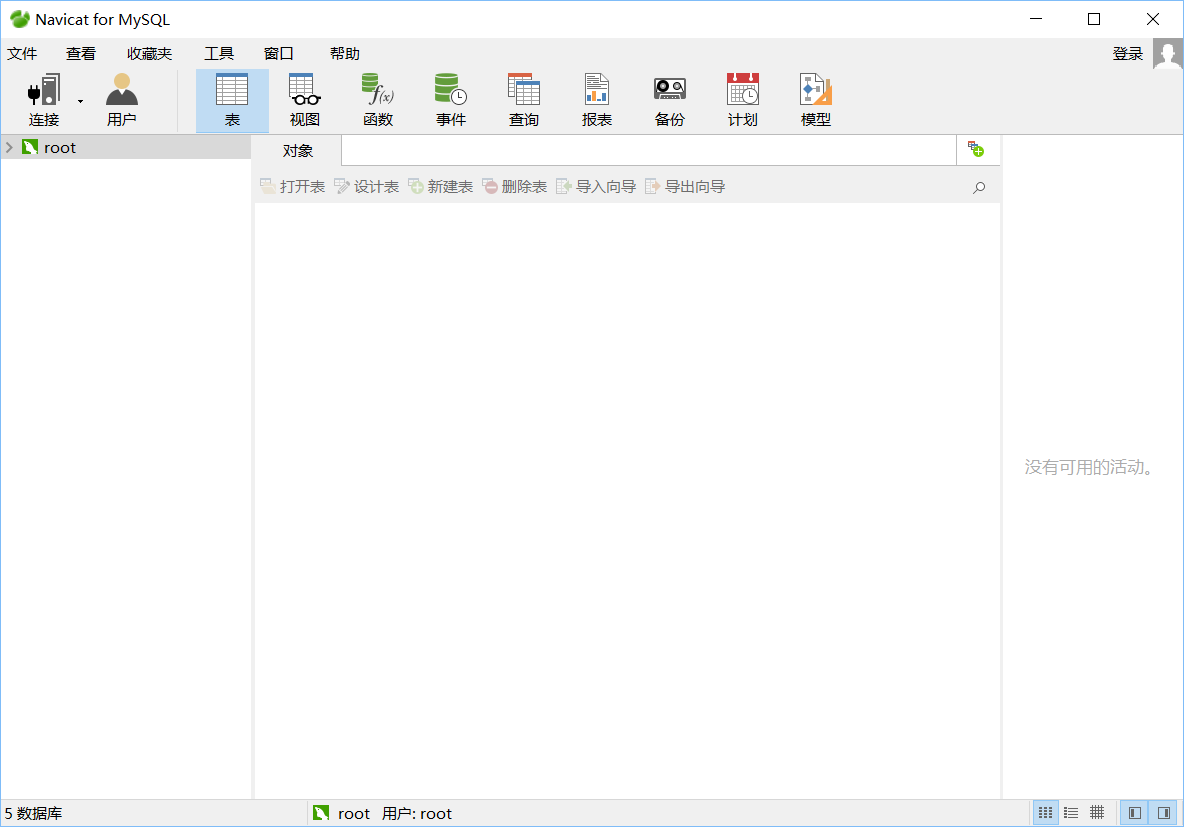 Navicat for MySQL
文件 查看 收藏夹 工具 窗口 帮助 登录
连接 用户 表 视图 函数 事件 查询 报表 备份 计划 模型
root 对象
打开表 设计表 新建表 删除表 导入向导 导出向导
没有可用的活动。
5 数据库 root 用户: root